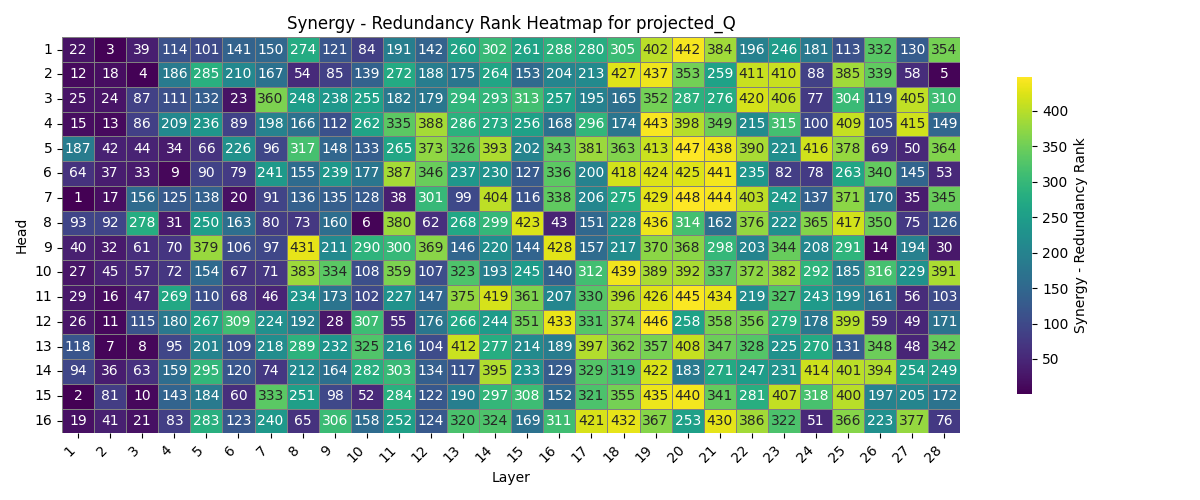 Synergy - Redundancy Rank Heatmap for projected_Q
1 22 3 39 114 101 141 150 274 121 84 191 142 260 302 261 288 280 305 402 442 384 196 246 181 113 332 130 354
2 12 18 4 186 285 210 167 54 85 139 272 188 175 264 153 204 213 427 437 353 259 411 410 88 385 339 58 5
3 25 24 87 111 132 23 360 248 238 255 182 179 294 293 313 257 195 165 352 287 276 420 406 77 304 119 405 310
4 15 13 86 209 236 89 198 166 112 262 335 388 286 273 256 168 296 174 443 398 349 215 315 100 409 105 415 149
5 187 42 44 34 66 226 96 317 148 133 265 373 326 393 202 343 381 363 413 447 438 390 221 416 378 69 50 364
6 64 37 33 9 90 79 241 155 239 177 387 346 237 230 127 336 200 418 424 425 441 235 82 78 263 340 145 53
7 1 17 156 125 138 20 91 136 135 128 38 301 99 404 116 338 206 275 429 448 444 403 242 137 371 170 35 345
8 93 92 278 31 250 163 80 73 160 6 380 62 268 299 423 43 151 228 436 314 162 376 222 365 417 350 75 126
9 40 32 61 70 379 106 97 431 211 290 300 369 146 220 144 428 157 217 370 368 298 203 344 208 291 14 194 30
10 27 45 57 72 154 67 71 383 334 108 359 107 323 193 245 140 312 439 389 392 337 372 382 292 185 316 229 391
11 29 16 47 269 110 68 46 234 173 102 227 147 375 419 361 207 330 396 426 445 434 219 327 243 199 161 56 103
12 26 11 115 180 267 309 224 192 28 307 55 176 266 244 351 433 331 374 446 258 358 356 279 178 399 59 49 171
13 118 7 8 95 201 109 218 289 232 325 216 104 412 277 214 189 397 362 357 408 347 328 225 270 131 348 48 342
14 94 36 63 159 295 120 74 212 164 282 303 134 117 395 233 129 329 319 422 183 271 247 231 414 401 394 254 249
15 2 81 10 143 184 60 333 251 98 52 284 122 190 297 308 152 321 355 435 440 341 281 407 318 400 197 205 172
16 19 41 21 83 283 123 240 65 306 158 252 124 320 324 169 311 421 432 367 253 430 386 322 51 366 223 377 76
1 2 3 4 5 6 7 8 9 10 11 12 13 14 15 16 17 18 19 20 21 22 23 24 25 26 27 28
Layer
Head
400
350
300
250
200
150
100
50
Synergy - Redundancy Rank